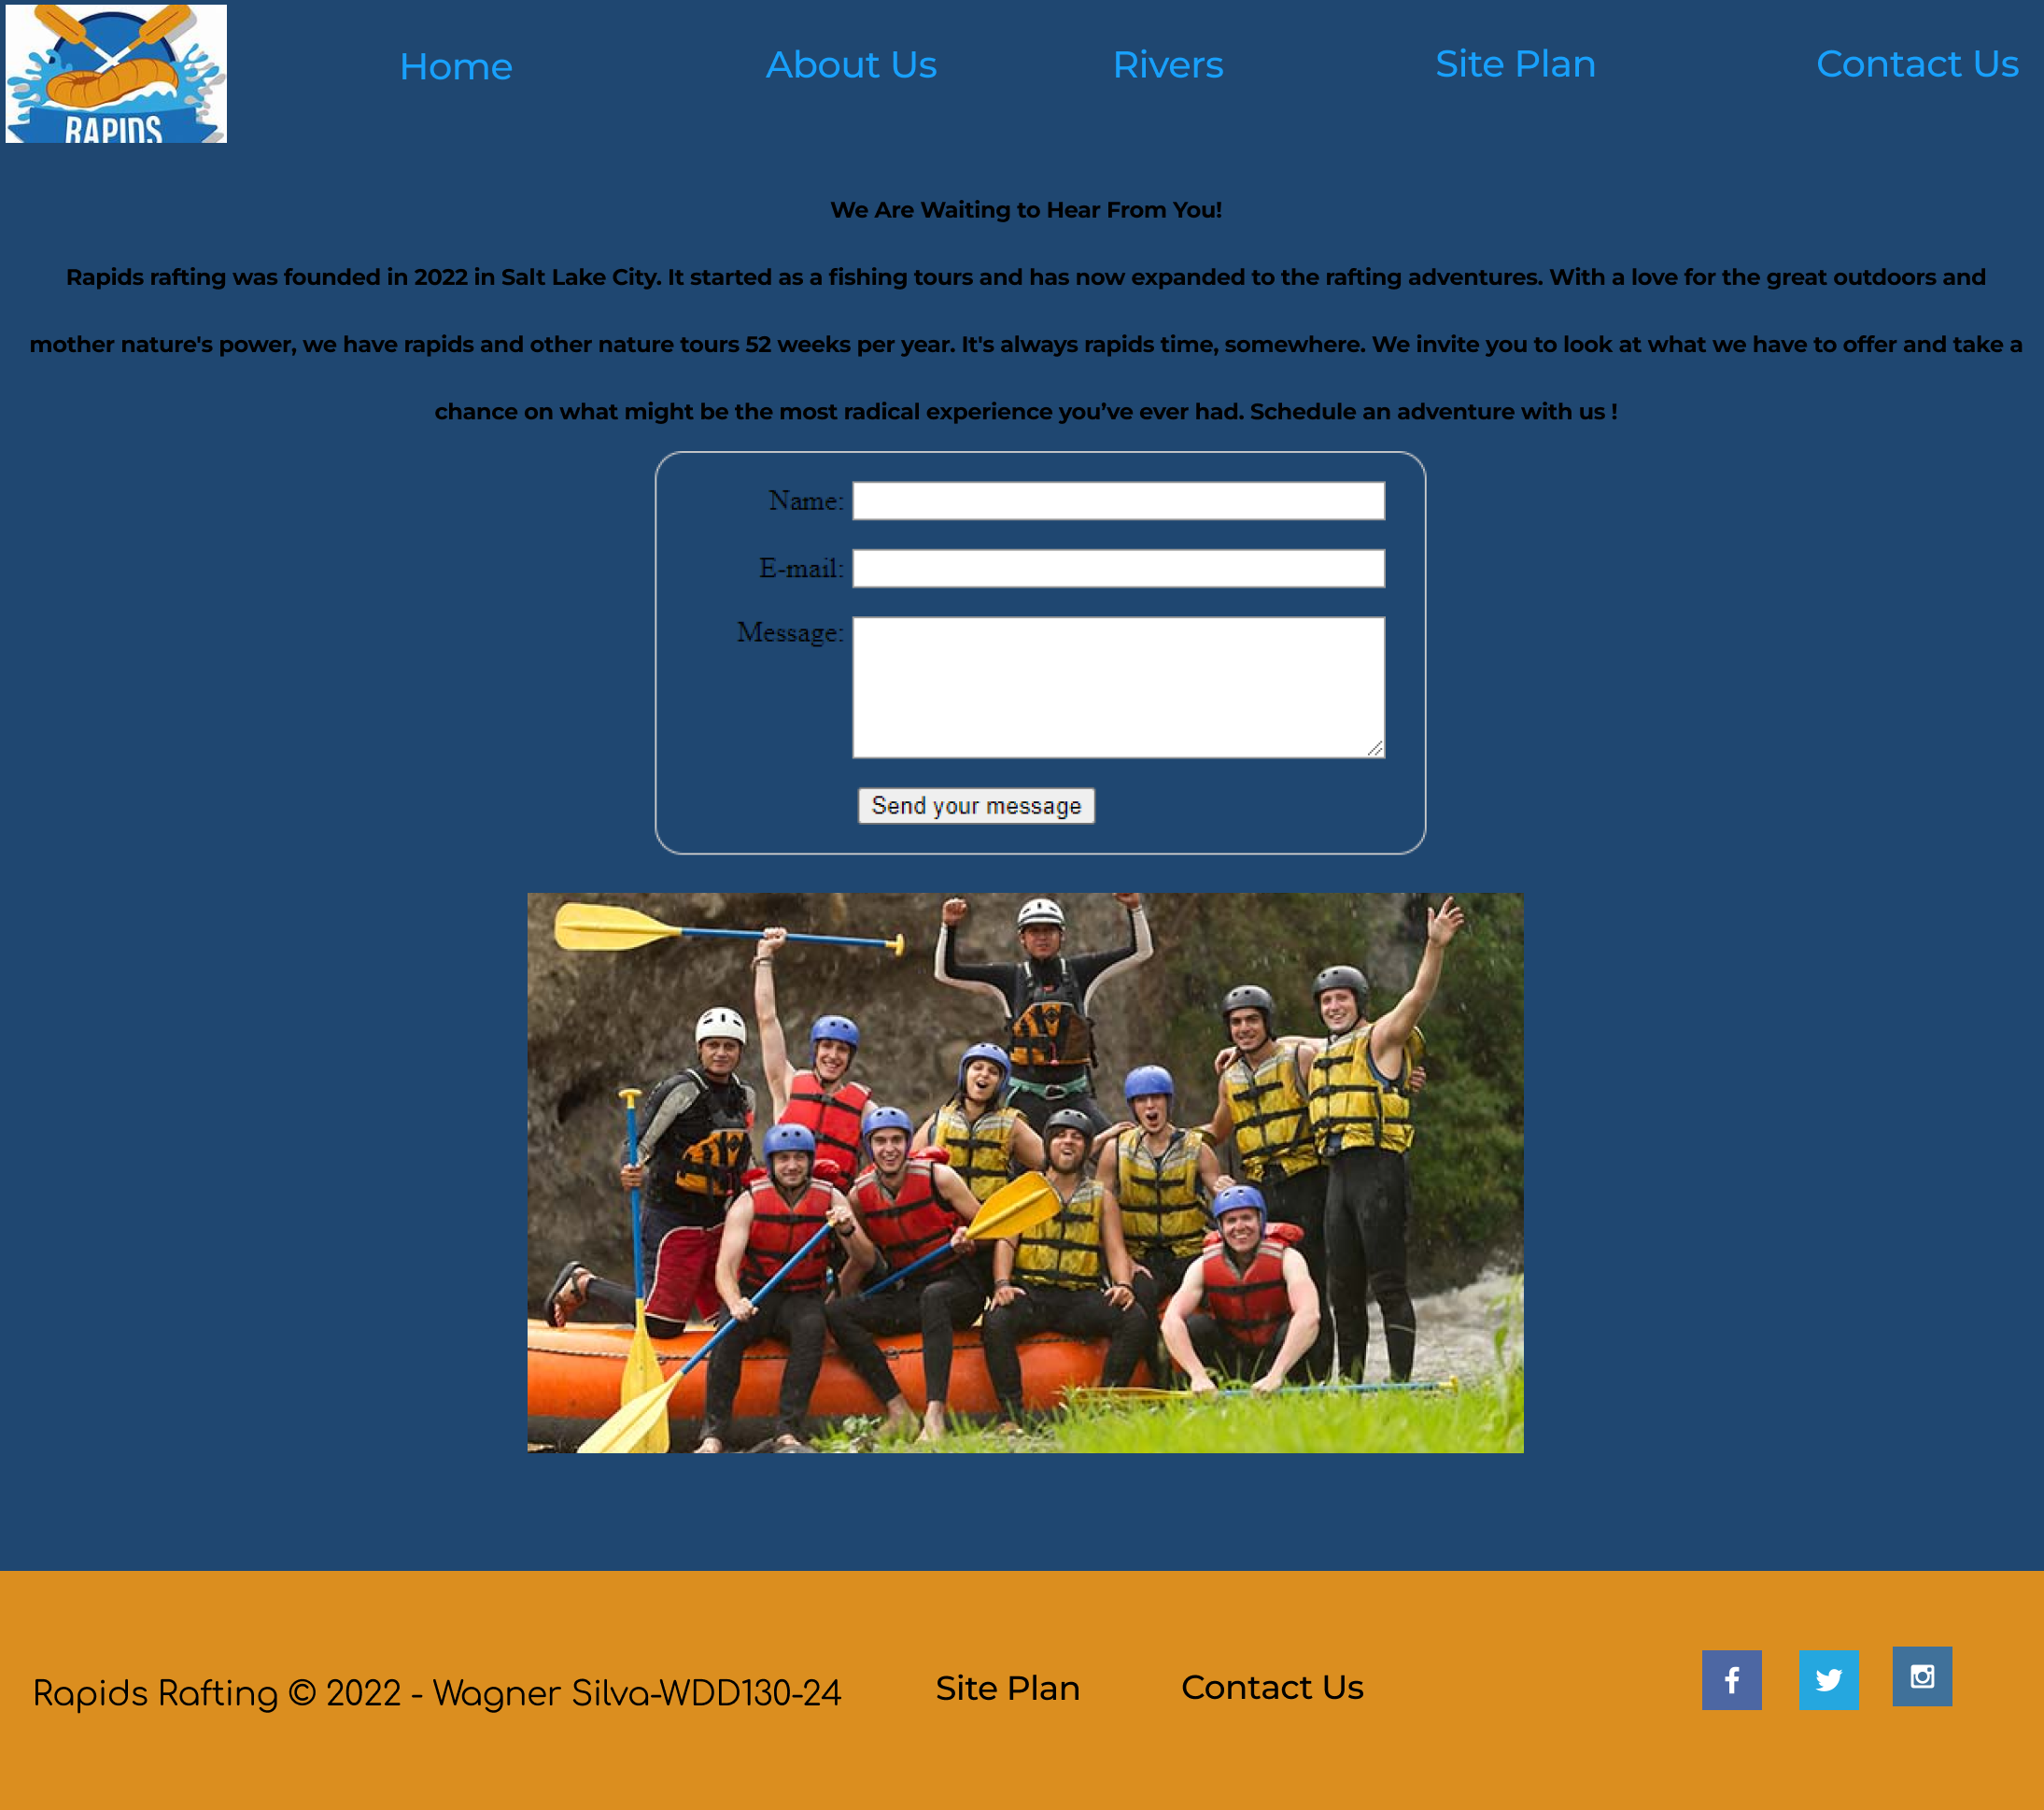 RAPIDS
Home
About Us
Rivers
Site Plan
Contact Us
We Are Waiting to Hear From You!
Rapids rafting was founded in 2022 in Salt Lake City. It started as a fishing tours and has now expanded to the rafting adventures. With a love for the great outdoors and
mother nature's power, we have rapids and other nature tours 52 weeks per year. It's always rapids time, somewhere. We invite you to look at what we have to offer and take a
chance on what might be the most radical experience you’ve ever had. Schedule an adventure with us !
Name:
E-mail:
Message:
Send your message
Rapids Rafting © 2022 - Wagner Silva-WDD130-24
Site Plan
Contact Us